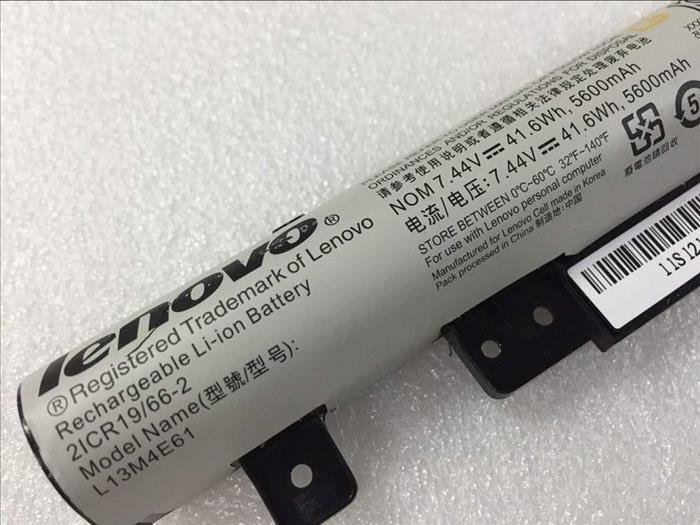 lenovo®
® Registered Trademark of Lenovo
Rechargeable Li-ion Battery
2ICR19/66-2
Model Name(型號/型号):
L13M4E61
ORDINANCES AND/OR REGULATIONS FOR DISPOSAL
请参考使用说明或者遵循相关法律规定处理废弃电池
NOM 7.44V⎓41.6Wh, 5600mAh
电流/电压:7.44V⎓41.6Wh, 5600mAh
STORE BETWEEN 0°C~60°C 32°F~140°F
For use with Lenovo personal computer
Manufactured for Lenovo Cell made in Korea
Pack processed in China 制造地:中国
5
廢電池請回收
11S12